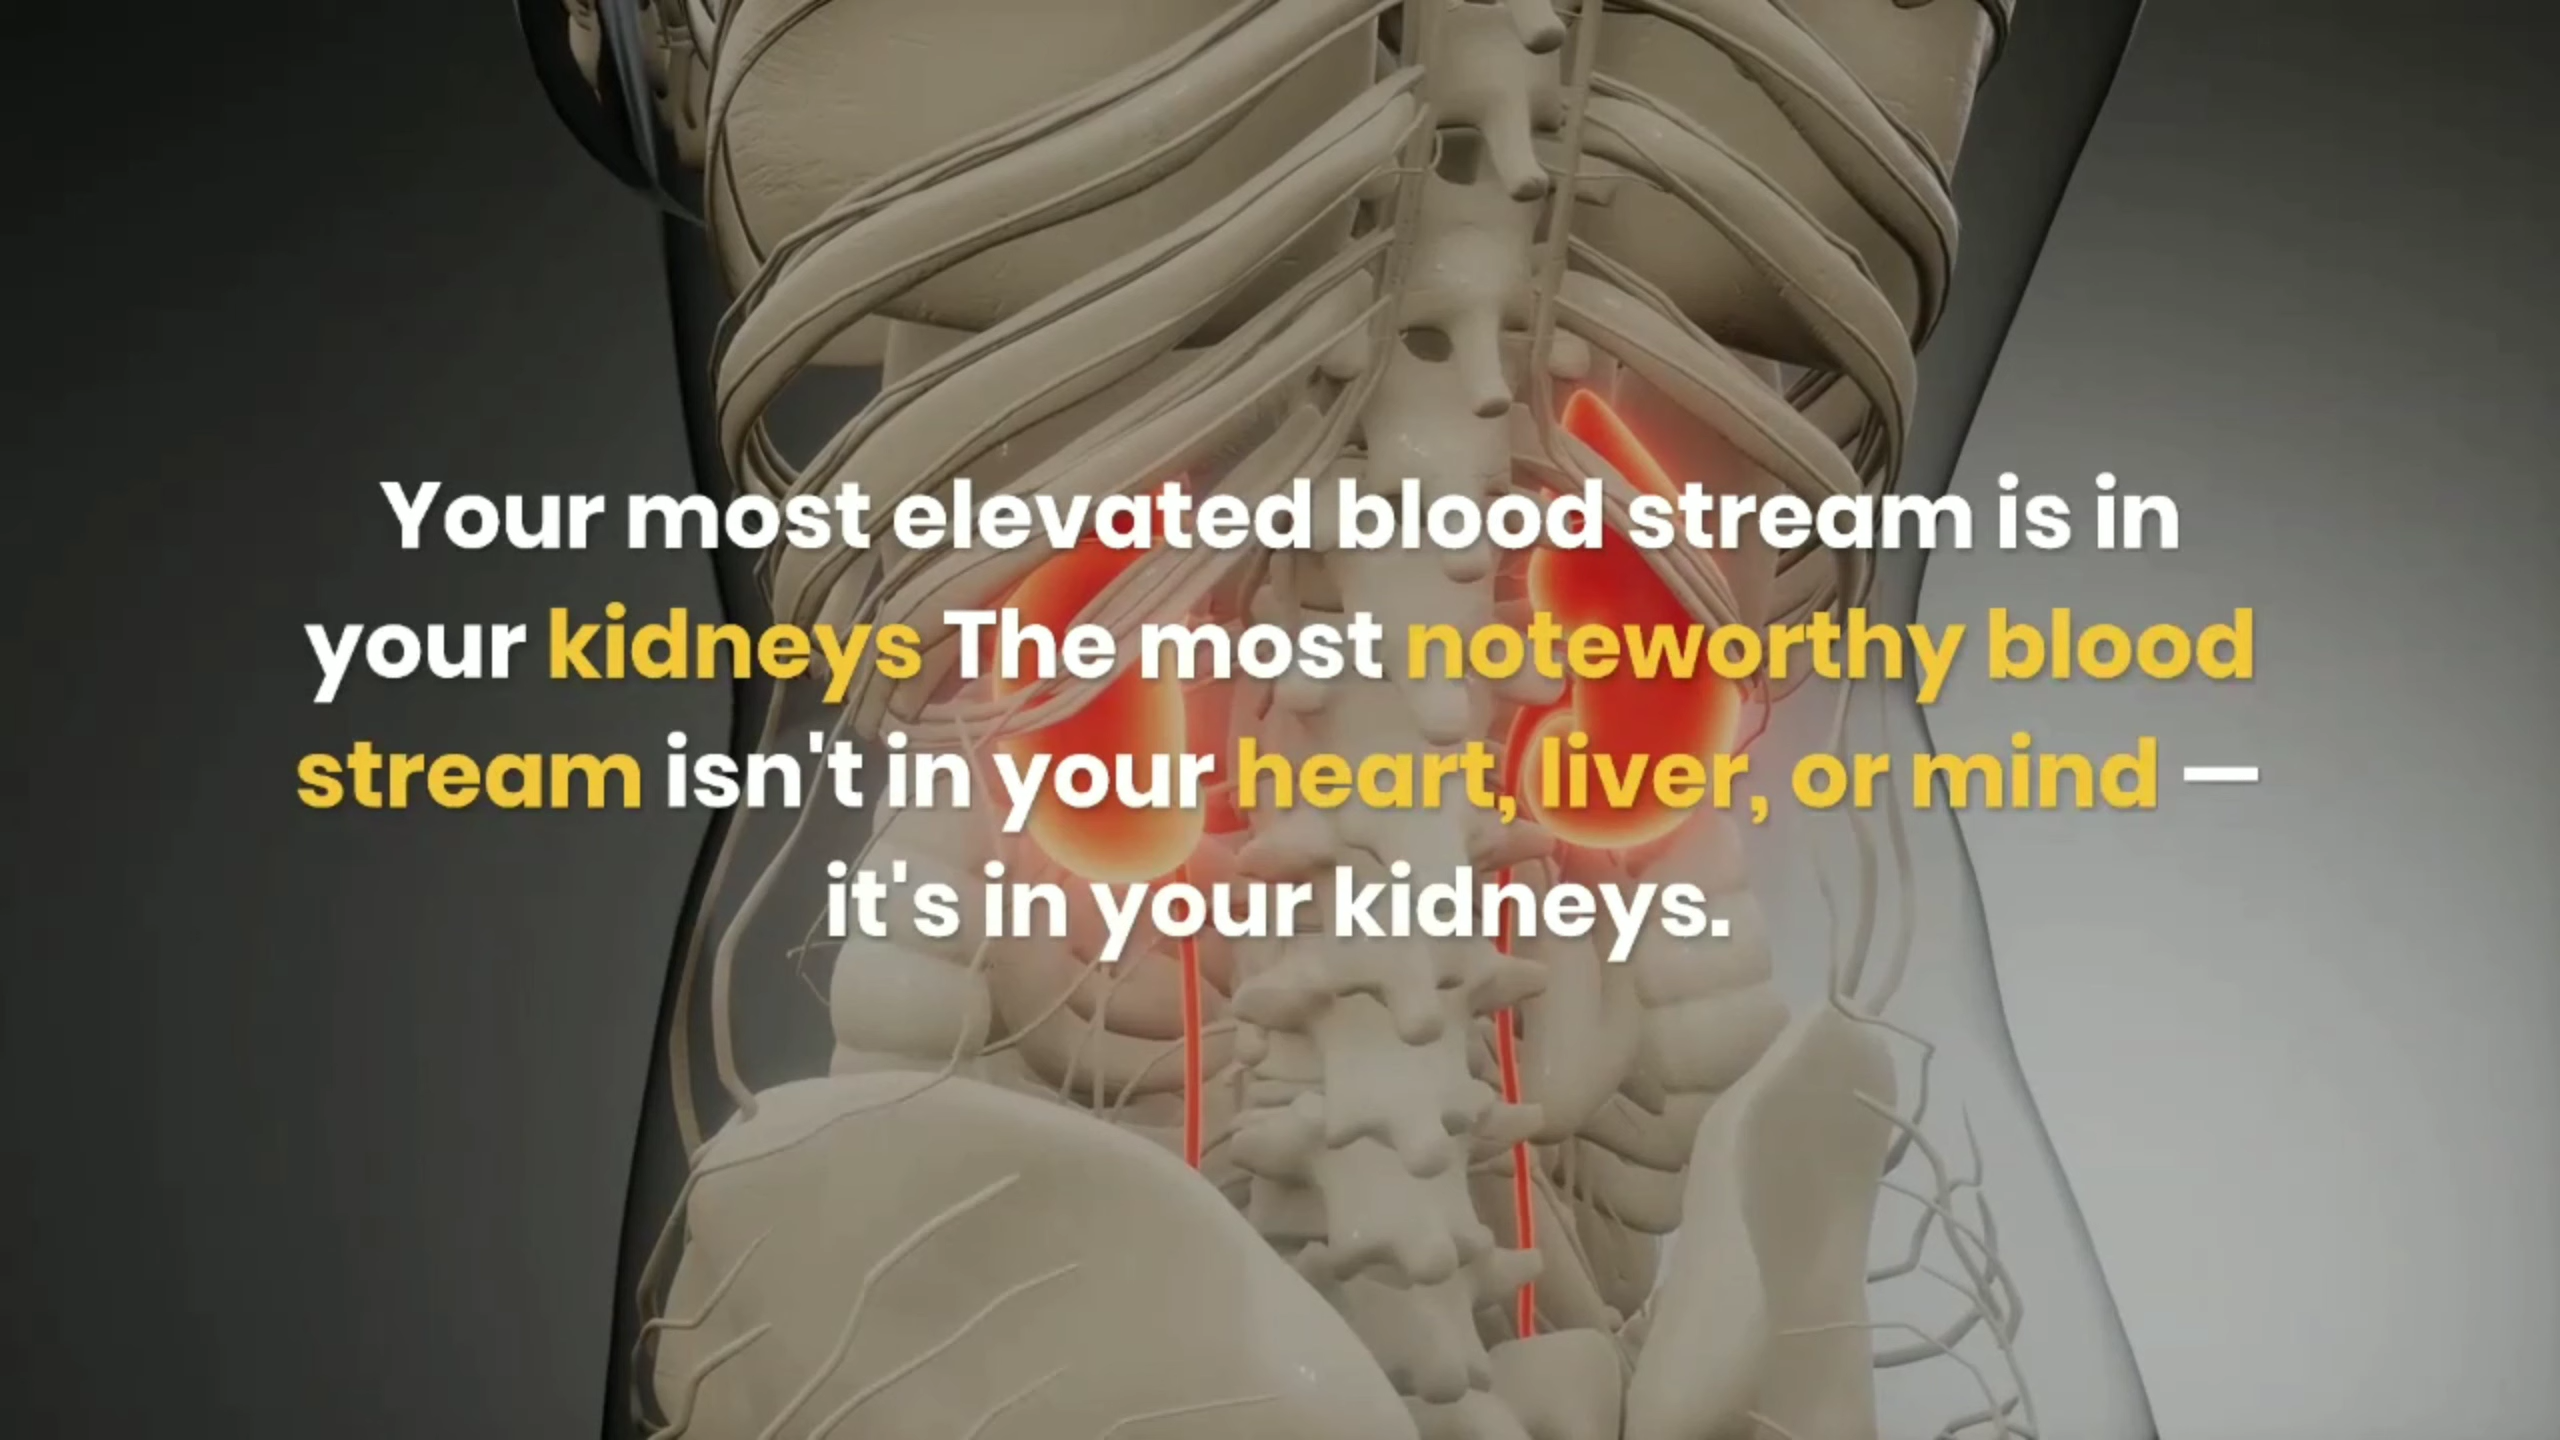 Your most elevated blood stream is in
your kidneys The most noteworthy blood
stream isn't in your heart, liver, or mind —
it's in your kidneys.